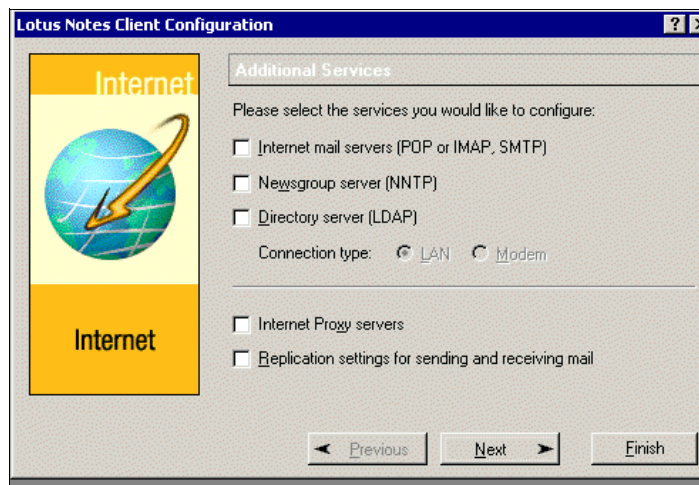 Lotus Notes Client Configuration
Internet
Additional Services
Please select the services you would like to configure:
Internet mail servers (POP or IMAP, SMTP)
Newsgroup server (NNTP)
Directory server (LDAP)
Connection type: LAN Modem
Internet Proxy servers
Internet
Replication settings for sending and receiving mail
Previous Next Finish